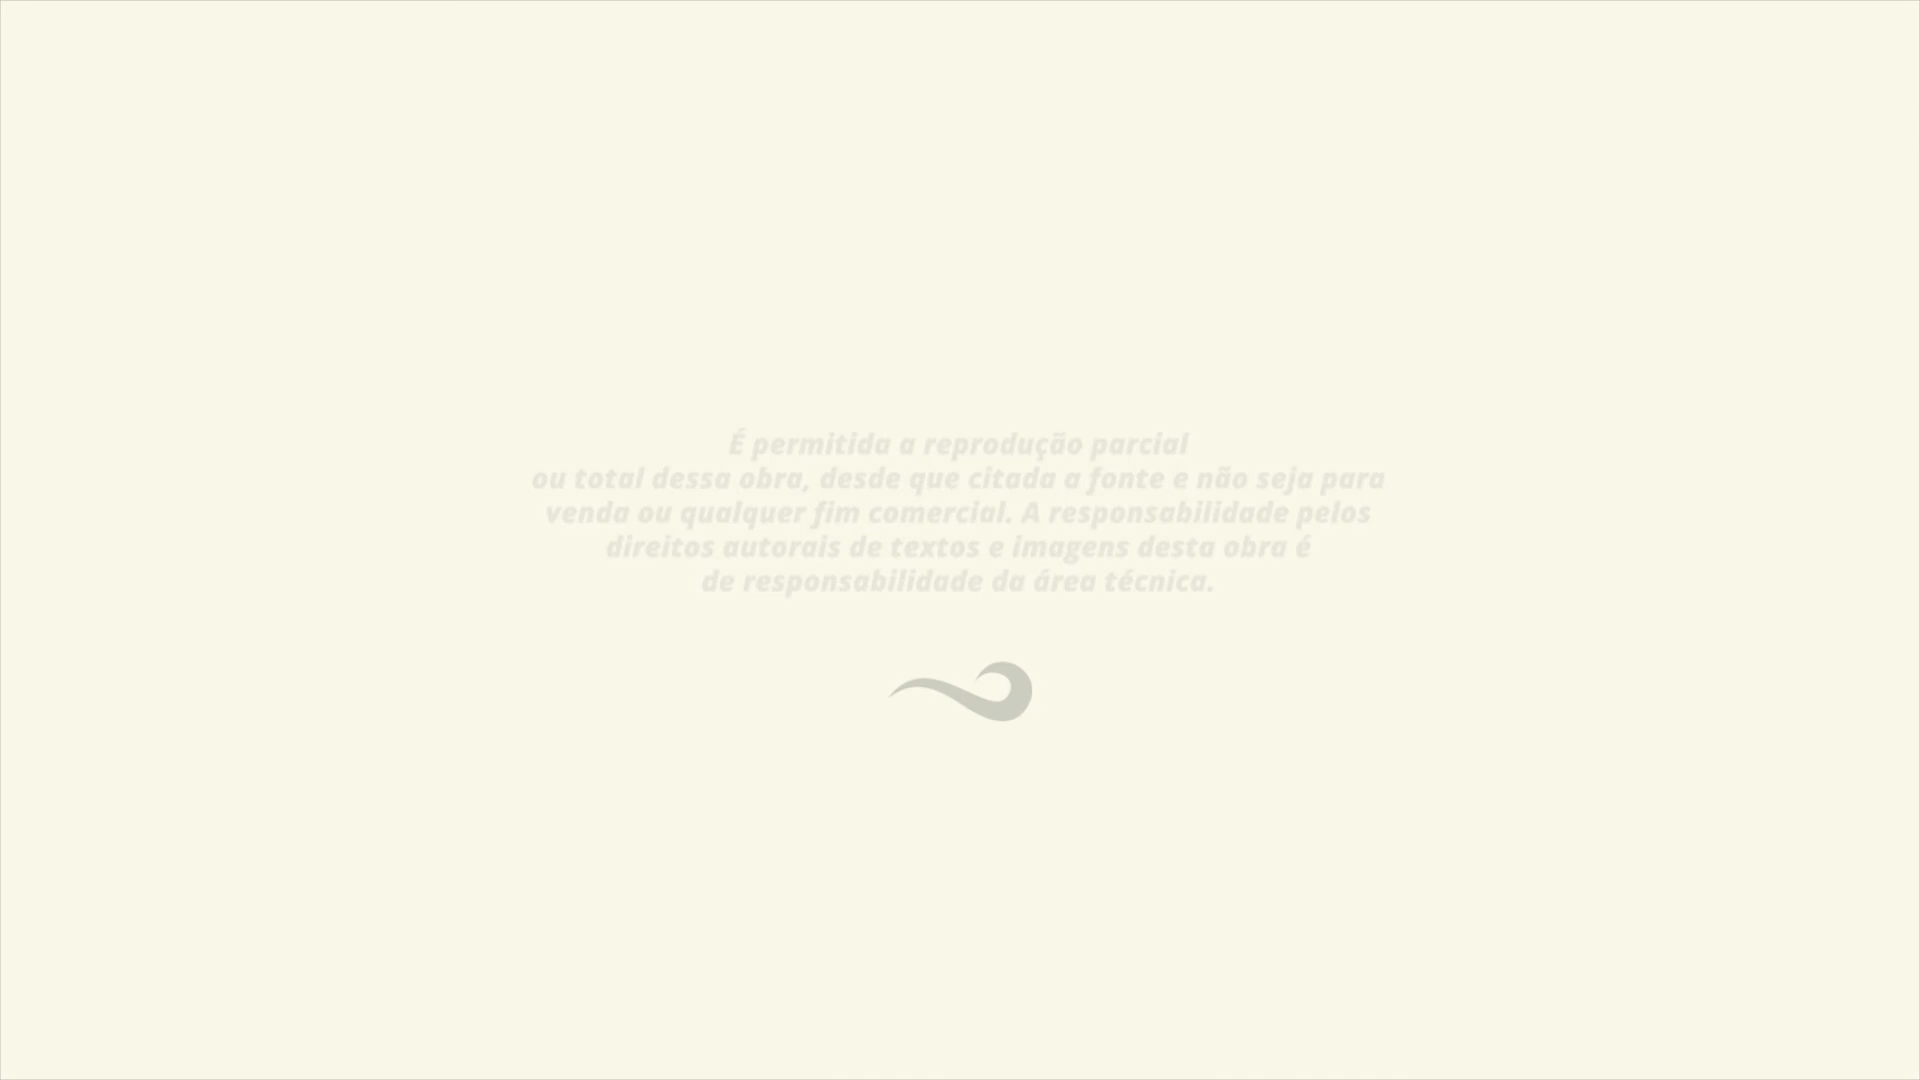 É permitida a reprodução parcial
ou total dessa obra, desde que citada a fonte e não seja para
venda ou qualquer fim comercial. A responsabilidade pelos
direitos autorais de textos e imagens desta obra é
de responsabilidade da área técnica.